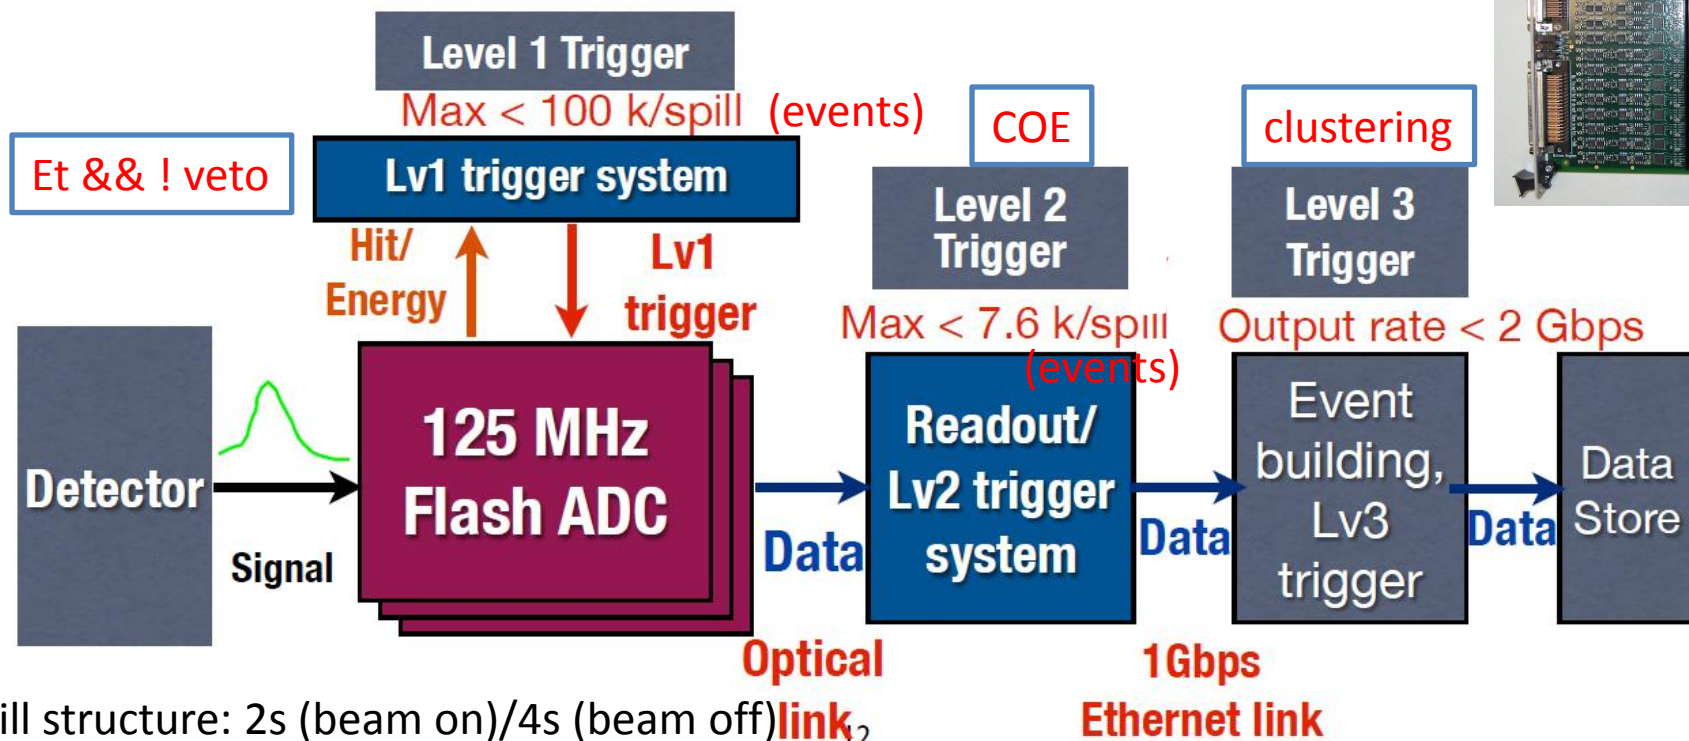 Level 1 Trigger
Max < 100 k/spill (events)
COE
clustering
Et && ! veto
Lv1 trigger system
Level 2
Trigger
Level 3
Trigger
Hit/
Energy
Lv1
trigger
Max < 7.6 k/spill
(events)
Output rate < 2 Gbps
Detector
Signal
125 MHz
Flash ADC
Data
Readout/
Lv2 trigger
system
Data
Event
building,
Lv3
trigger
Data
Data
Store
Optical
link
1Gbps
Ethernet link
ill structure: 2s (beam on)/4s (beam off)